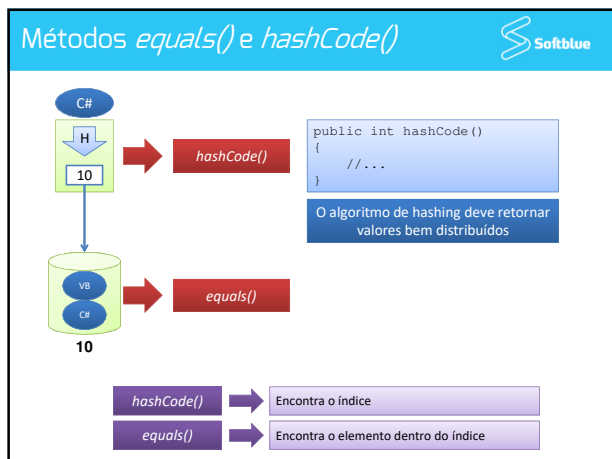 Métodos equals() e hashCode()
Softblue
C#
H
10
hashCode()
public int hashCode()
{
//...
}
O algoritmo de hashing deve retornar
valores bem distribuídos
VB
C#
10
equals()
hashCode()
Encontra o índice
equals()
Encontra o elemento dentro do índice